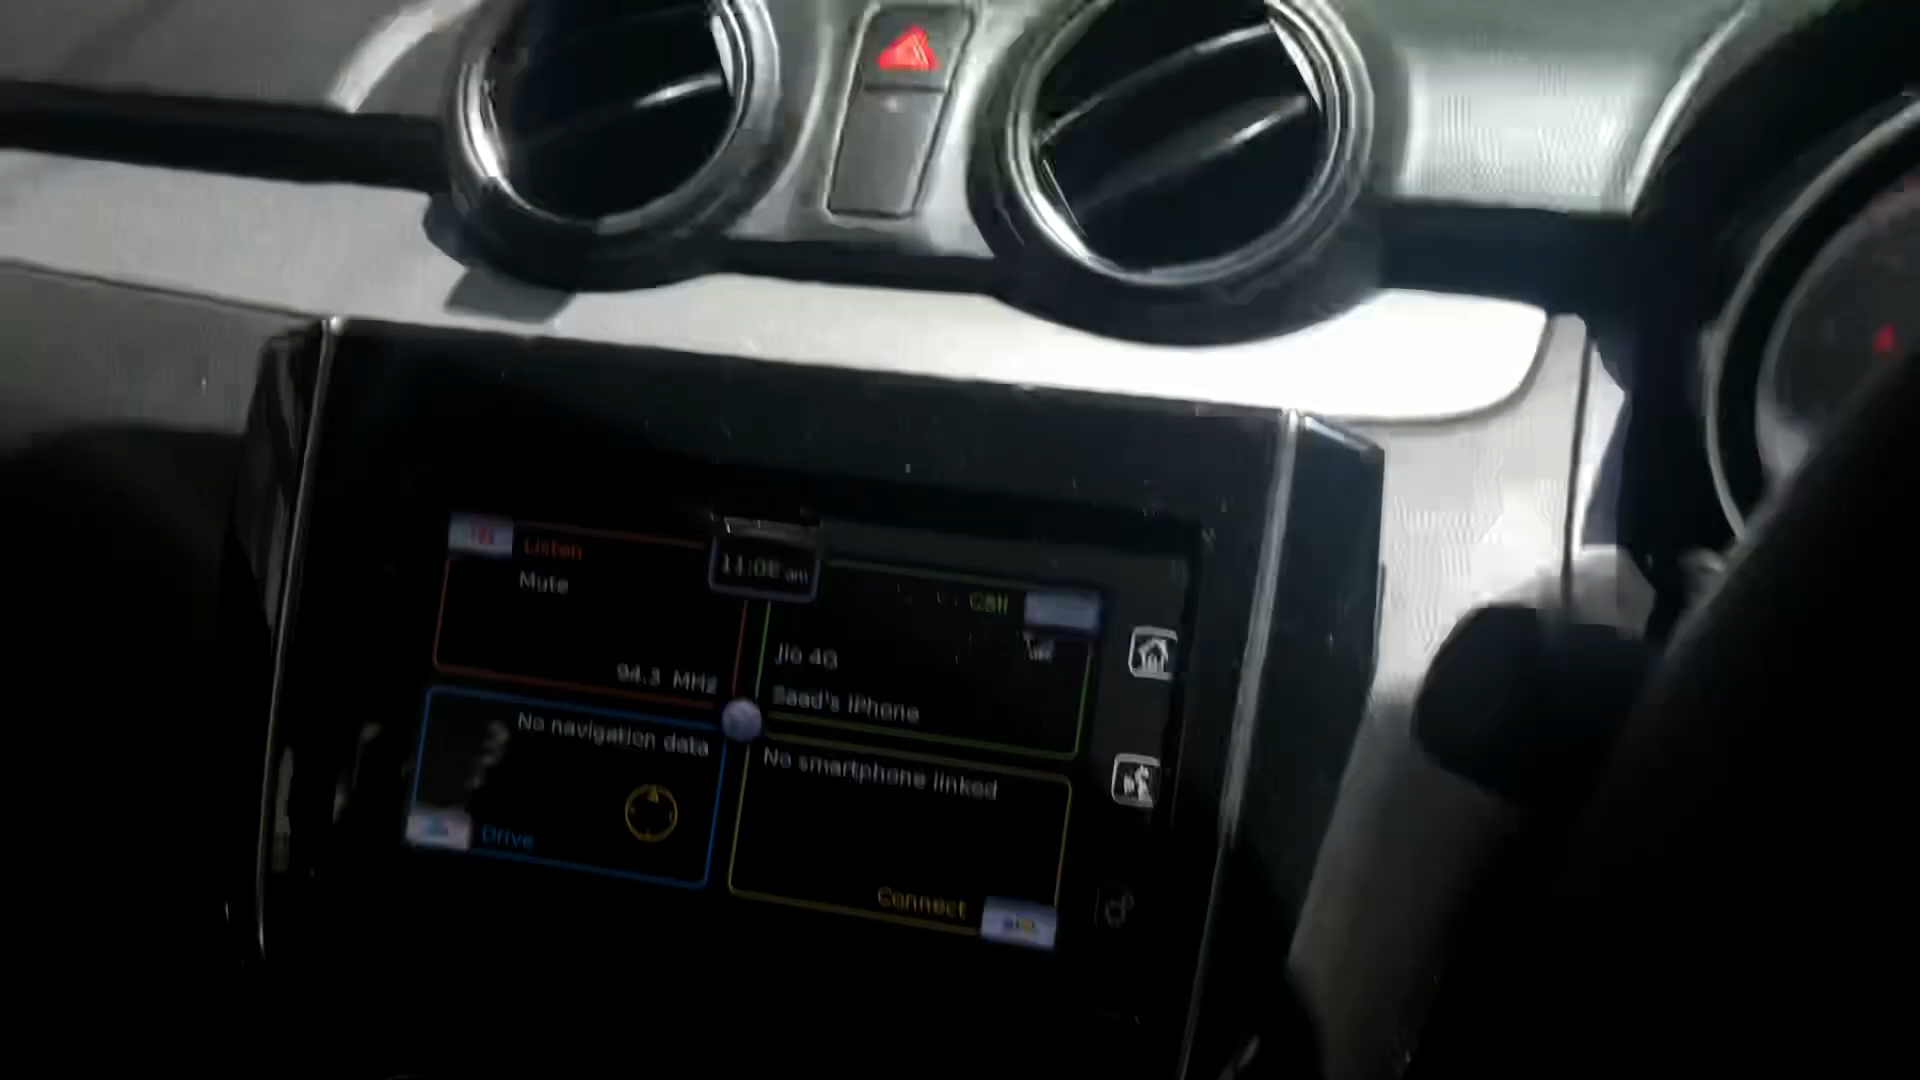 Listen
Mute
94.3 MHz
11:06 am
Call
Jio 4G
Saad's iPhone
No navigation data
Drive
No smartphone linked
Connect